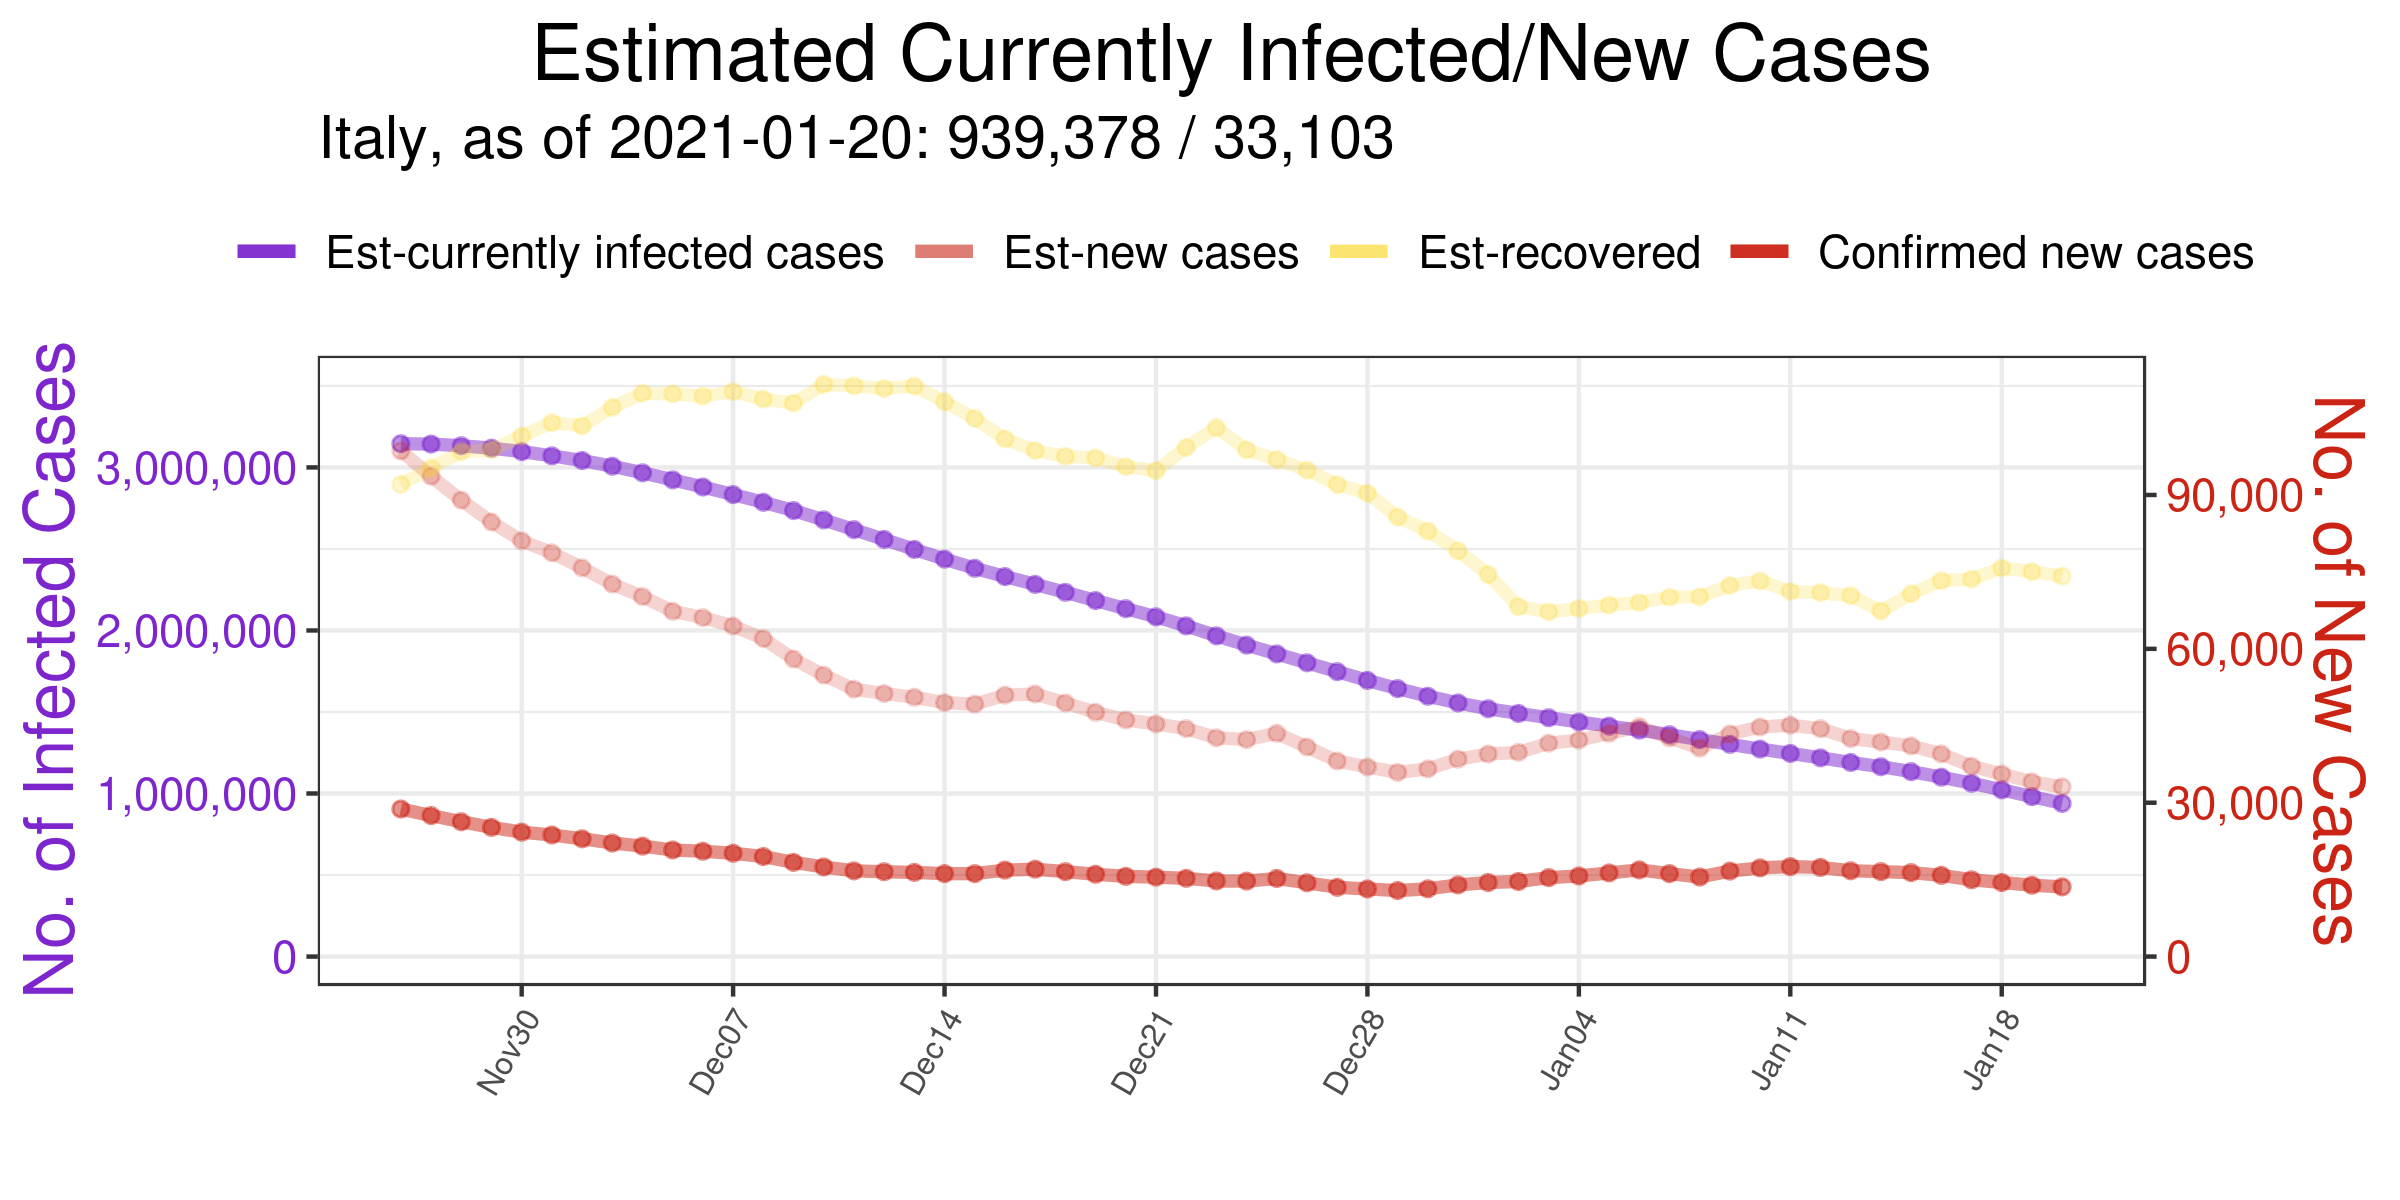 Estimated Currently Infected/New Cases
Italy, as of 2021-01-20: 939,378 / 33,103
Est-currently infected cases Est-new cases Est-recovered Confirmed new cases
No. of Infected Cases
3,000,000
2,000,000
1,000,000
0
90,000
60,000
30,000
0
No. of New Cases
Nov30 Dec07 Dec14 Dec21 Dec28 Jan04 Jan11 Jan18